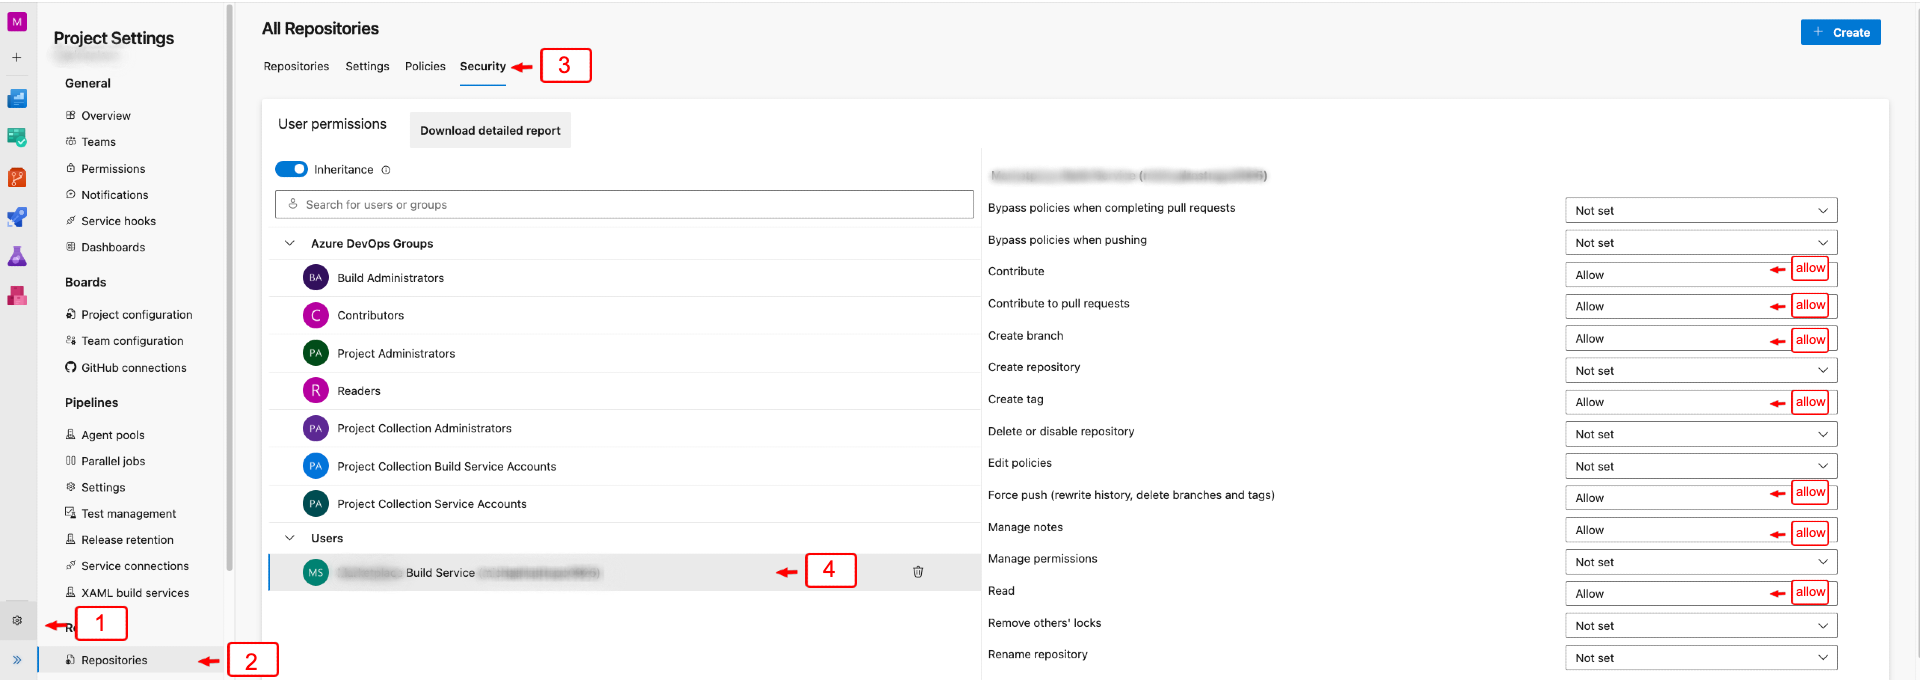 M
Project Settings
General
Overview
Teams
Permissions
Notifications
Service hooks
Dashboards
Boards
Project configuration
Team configuration
GitHub connections
Pipelines
Agent pools
Parallel jobs
Settings
Test management
Release retention
Service connections
XAML build services
1
Repositories
2
All Repositories
+ Create
Repositories Settings Policies Security
3
User permissions
Download detailed report
Inheritance
Search for users or groups
Azure DevOps Groups
BA Build Administrators
C Contributors
PA Project Administrators
R Readers
PA Project Collection Administrators
PA Project Collection Build Service Accounts
PA Project Collection Service Accounts
Users
MS Build Service
4
Bypass policies when completing pull requests Not set
Bypass policies when pushing Not set
Contribute Allow allow
Contribute to pull requests Allow allow
Create branch Allow allow
Create repository Not set
Create tag Allow allow
Delete or disable repository Not set
Edit policies Not set
Force push (rewrite history, delete branches and tags) Allow allow
Manage notes Allow allow
Manage permissions Not set
Read Allow allow
Remove others' locks Not set
Rename repository Not set